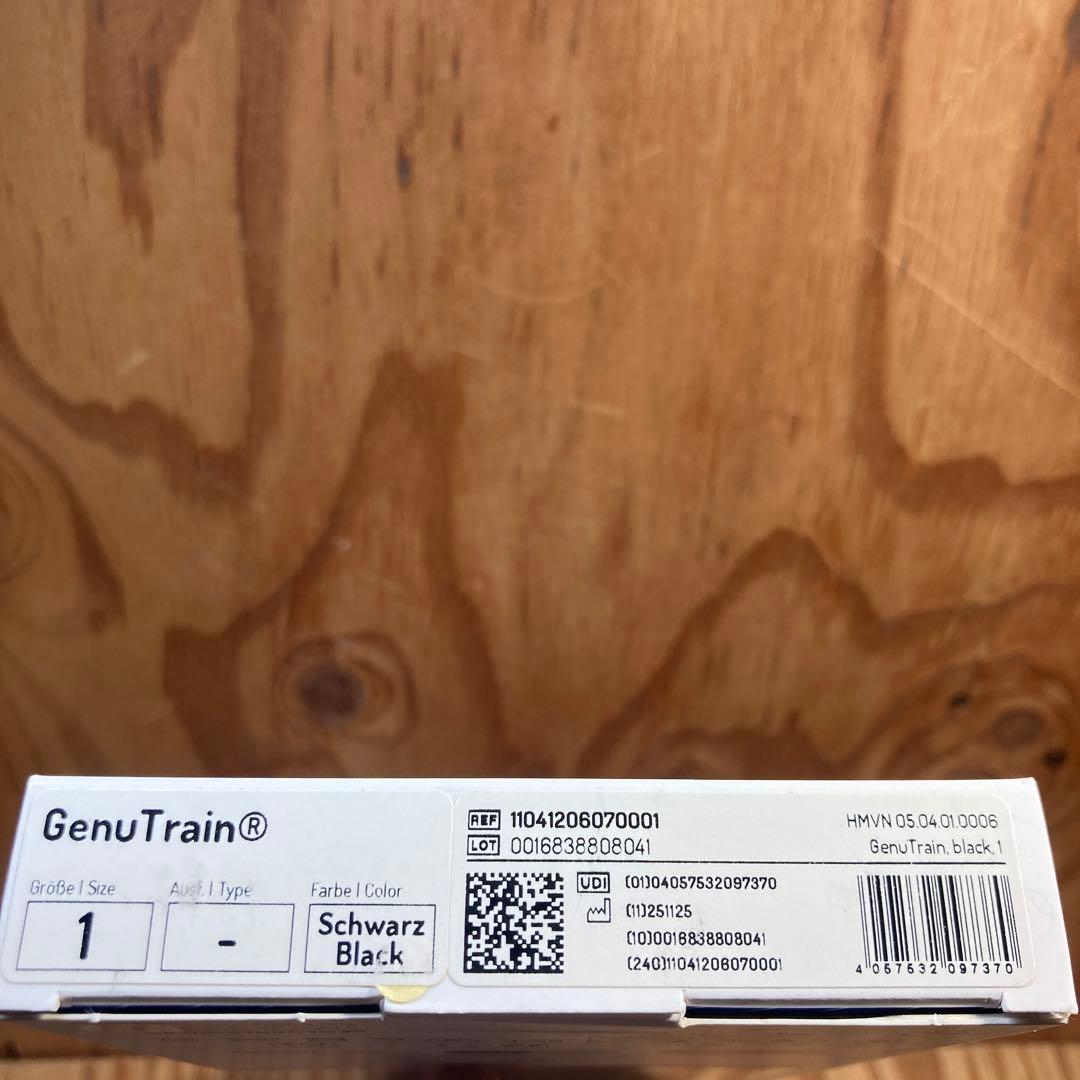 GenuTrain®
Größe | Size
Ausf. | Type
Farbe | Color
1
-
Schwarz
Black
REF 11041206070001
LOT 0016838808041
HMVN 05.04.01.0006
GenuTrain, black, 1
UDI (01)04057532097370
(11)251125
(10)0016838808041
(240)11041206070001
4 057532 097370